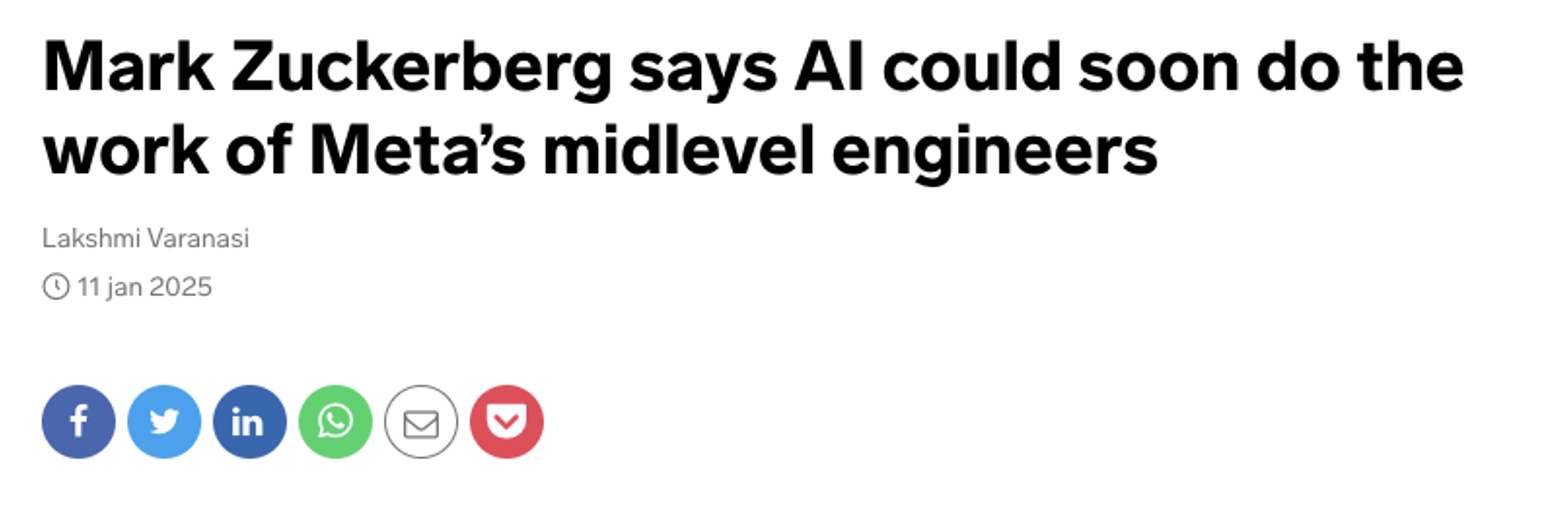 Mark Zuckerberg says AI could soon do the
work of Meta’s midlevel engineers
Lakshmi Varanasi
11 jan 2025
f in